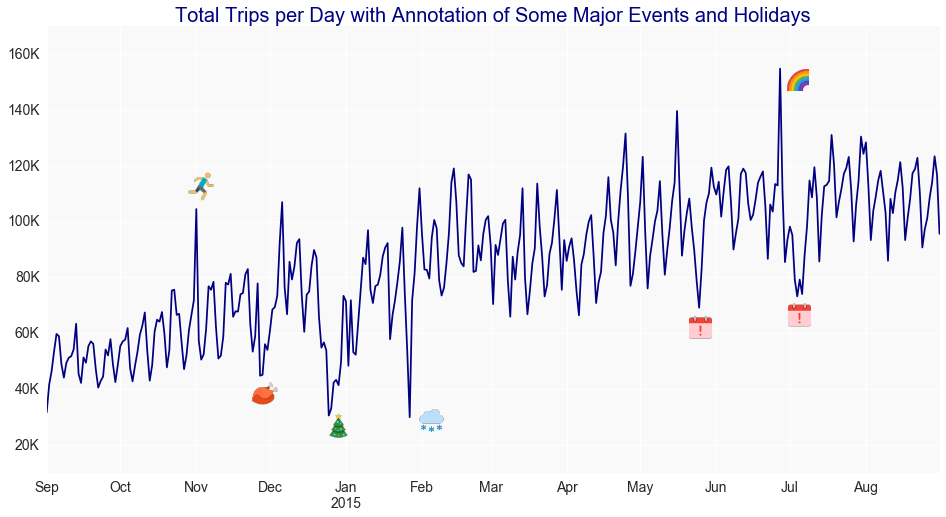 Total Trips per Day with Annotation of Some Major Events and Holidays
160K
140K
120K
100K
80K
60K
40K
20K
Sep Oct Nov Dec Jan Feb Mar Apr May Jun Jul Aug
2015